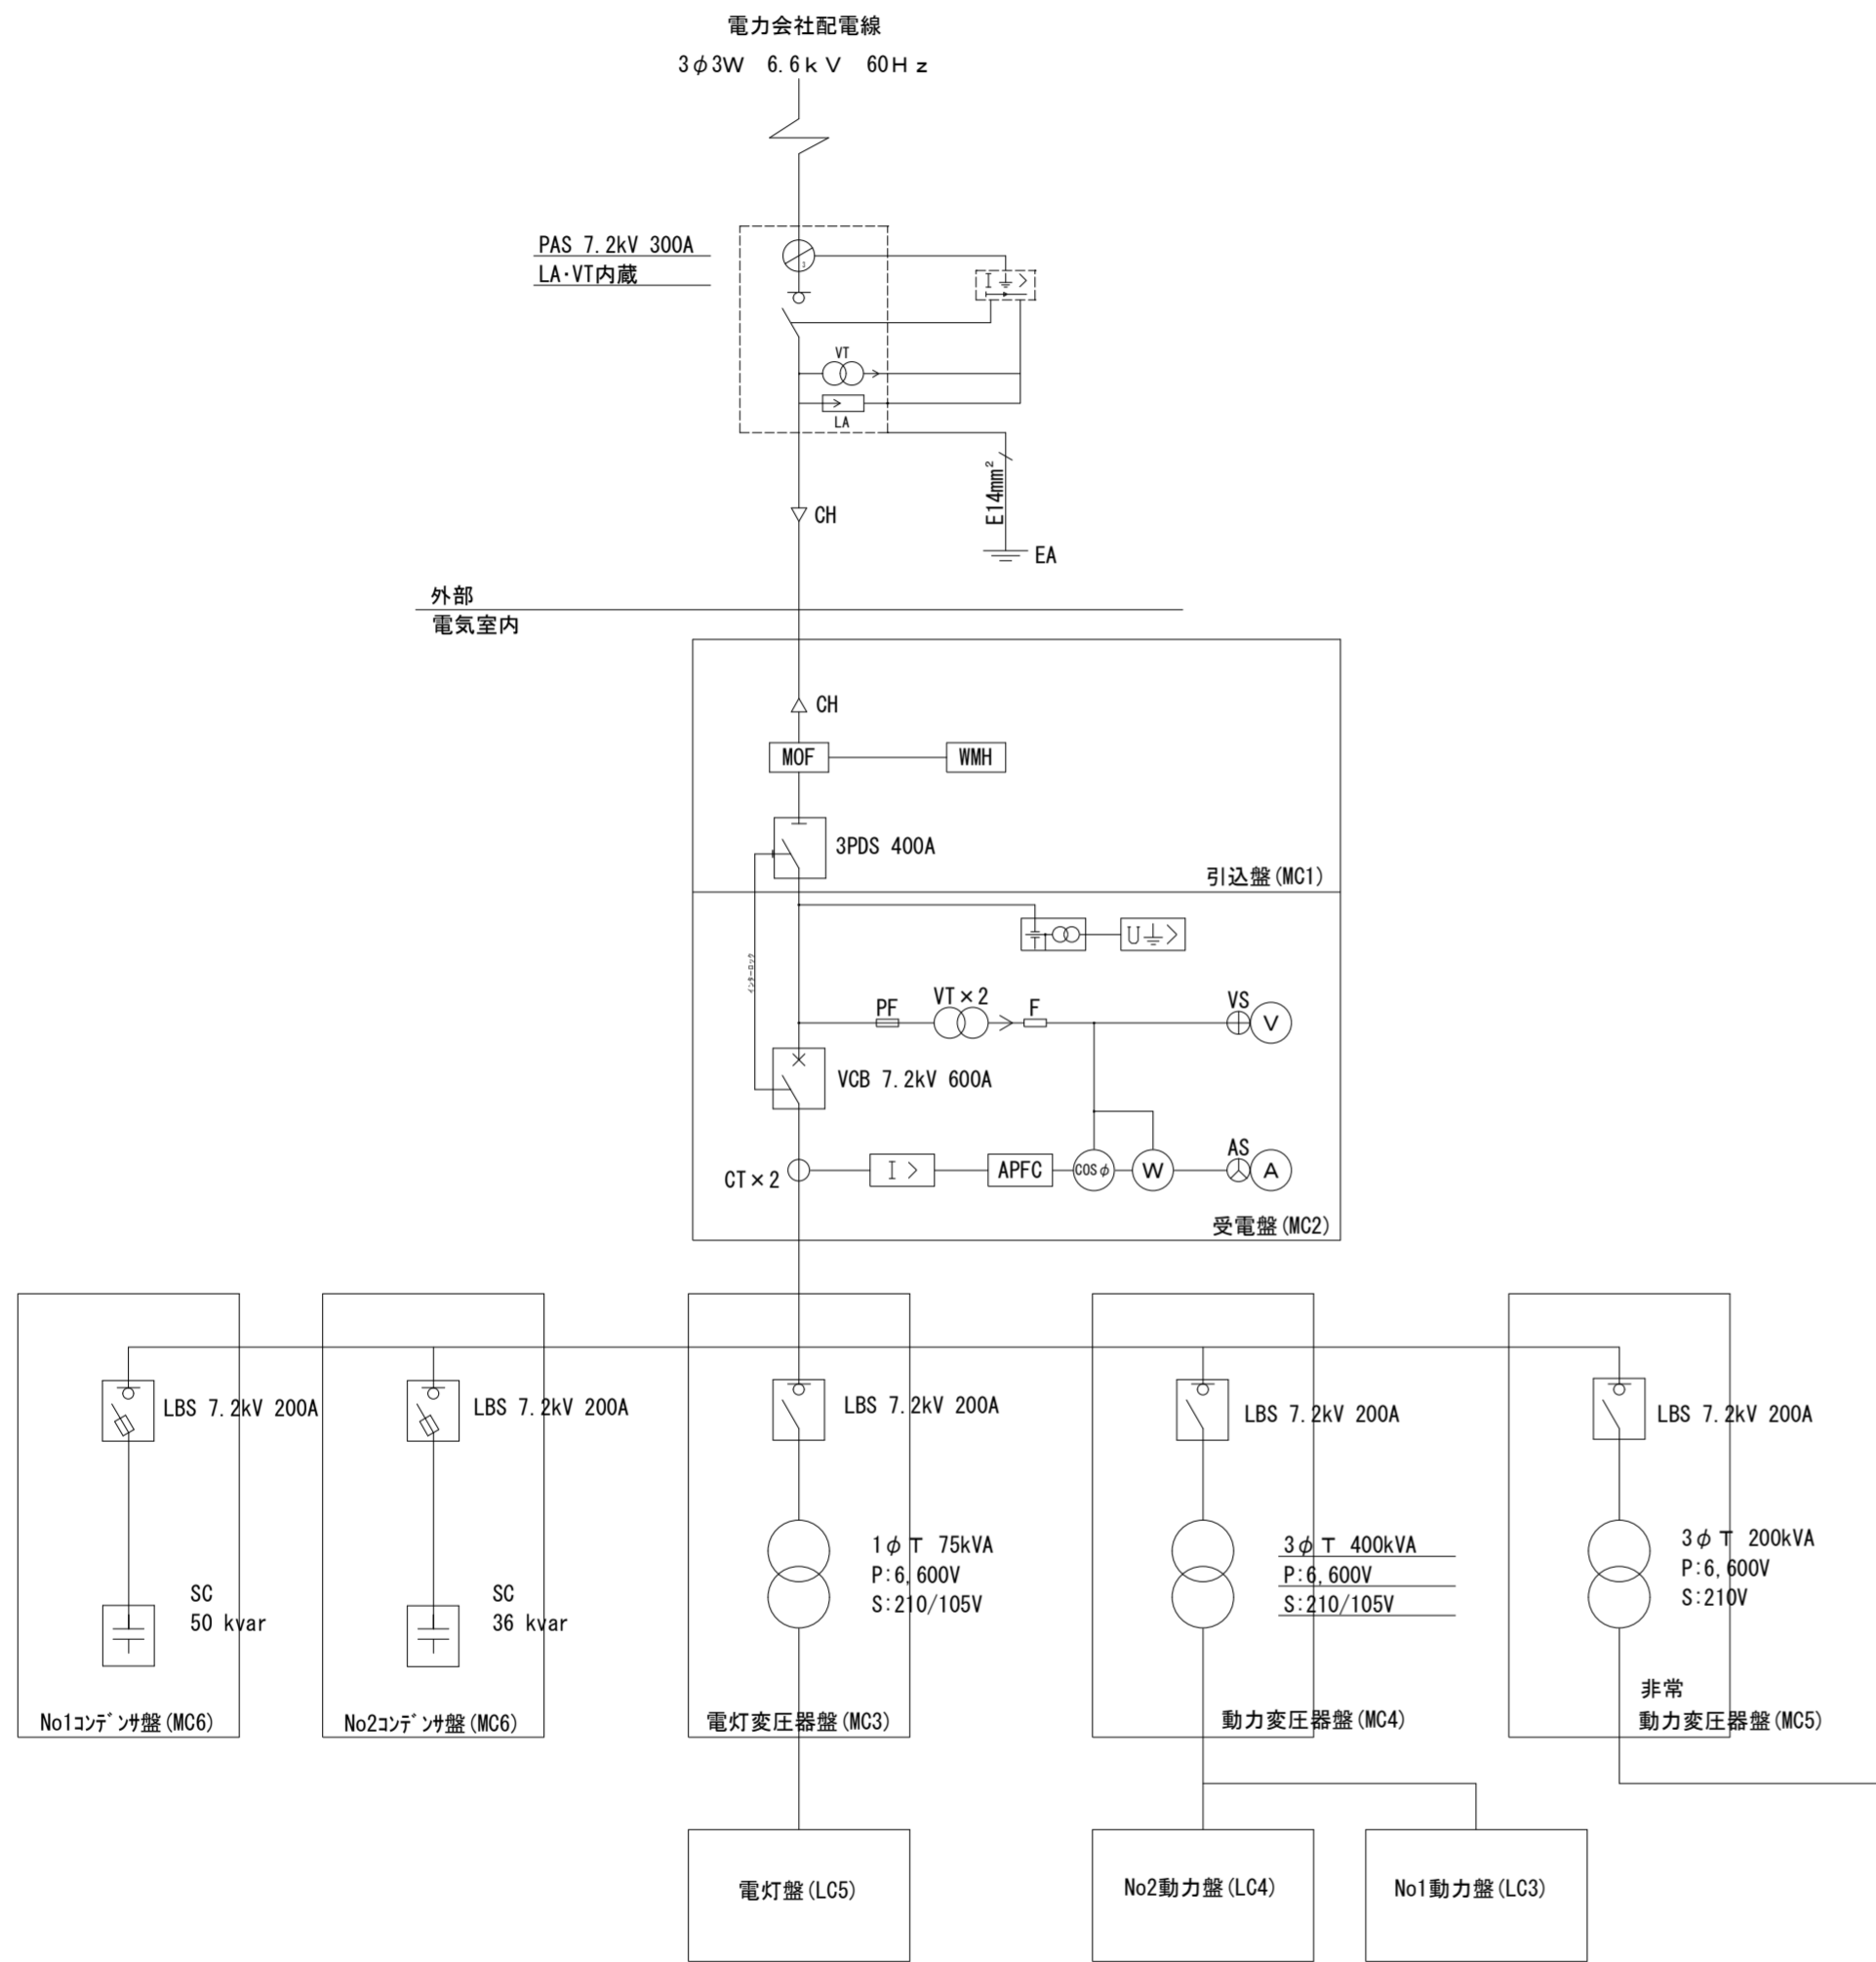 電力会社配電線
3φ3W 6.6kV 60Hz
PAS 7.2kV 300A
LA・VT内蔵
3
I >
VT
LA
E14mm²
CH
EA
外部
電気室内
CH
MOF
WMH
3PDS 400A
引込盤(MC1)
U >
インターロック
PF
VT×2
F
VS
V
VCB 7.2kV 600A
CT×2
I >
APFC
COSφ
W
AS
A
受電盤(MC2)
LBS 7.2kV 200A
LBS 7.2kV 200A
LBS 7.2kV 200A
LBS 7.2kV 200A
LBS 7.2kV 200A
SC
50 kvar
SC
36 kvar
1φT 75kVA
P:6,600V
S:210/105V
3φT 400kVA
P:6,600V
S:210/105V
3φT 200kVA
P:6,600V
S:210V
No1コンデンサ盤(MC6)
No2コンデンサ盤(MC6)
電灯変圧器盤(MC3)
動力変圧器盤(MC4)
非常
動力変圧器盤(MC5)
電灯盤(LC5)
No2動力盤(LC4)
No1動力盤(LC3)